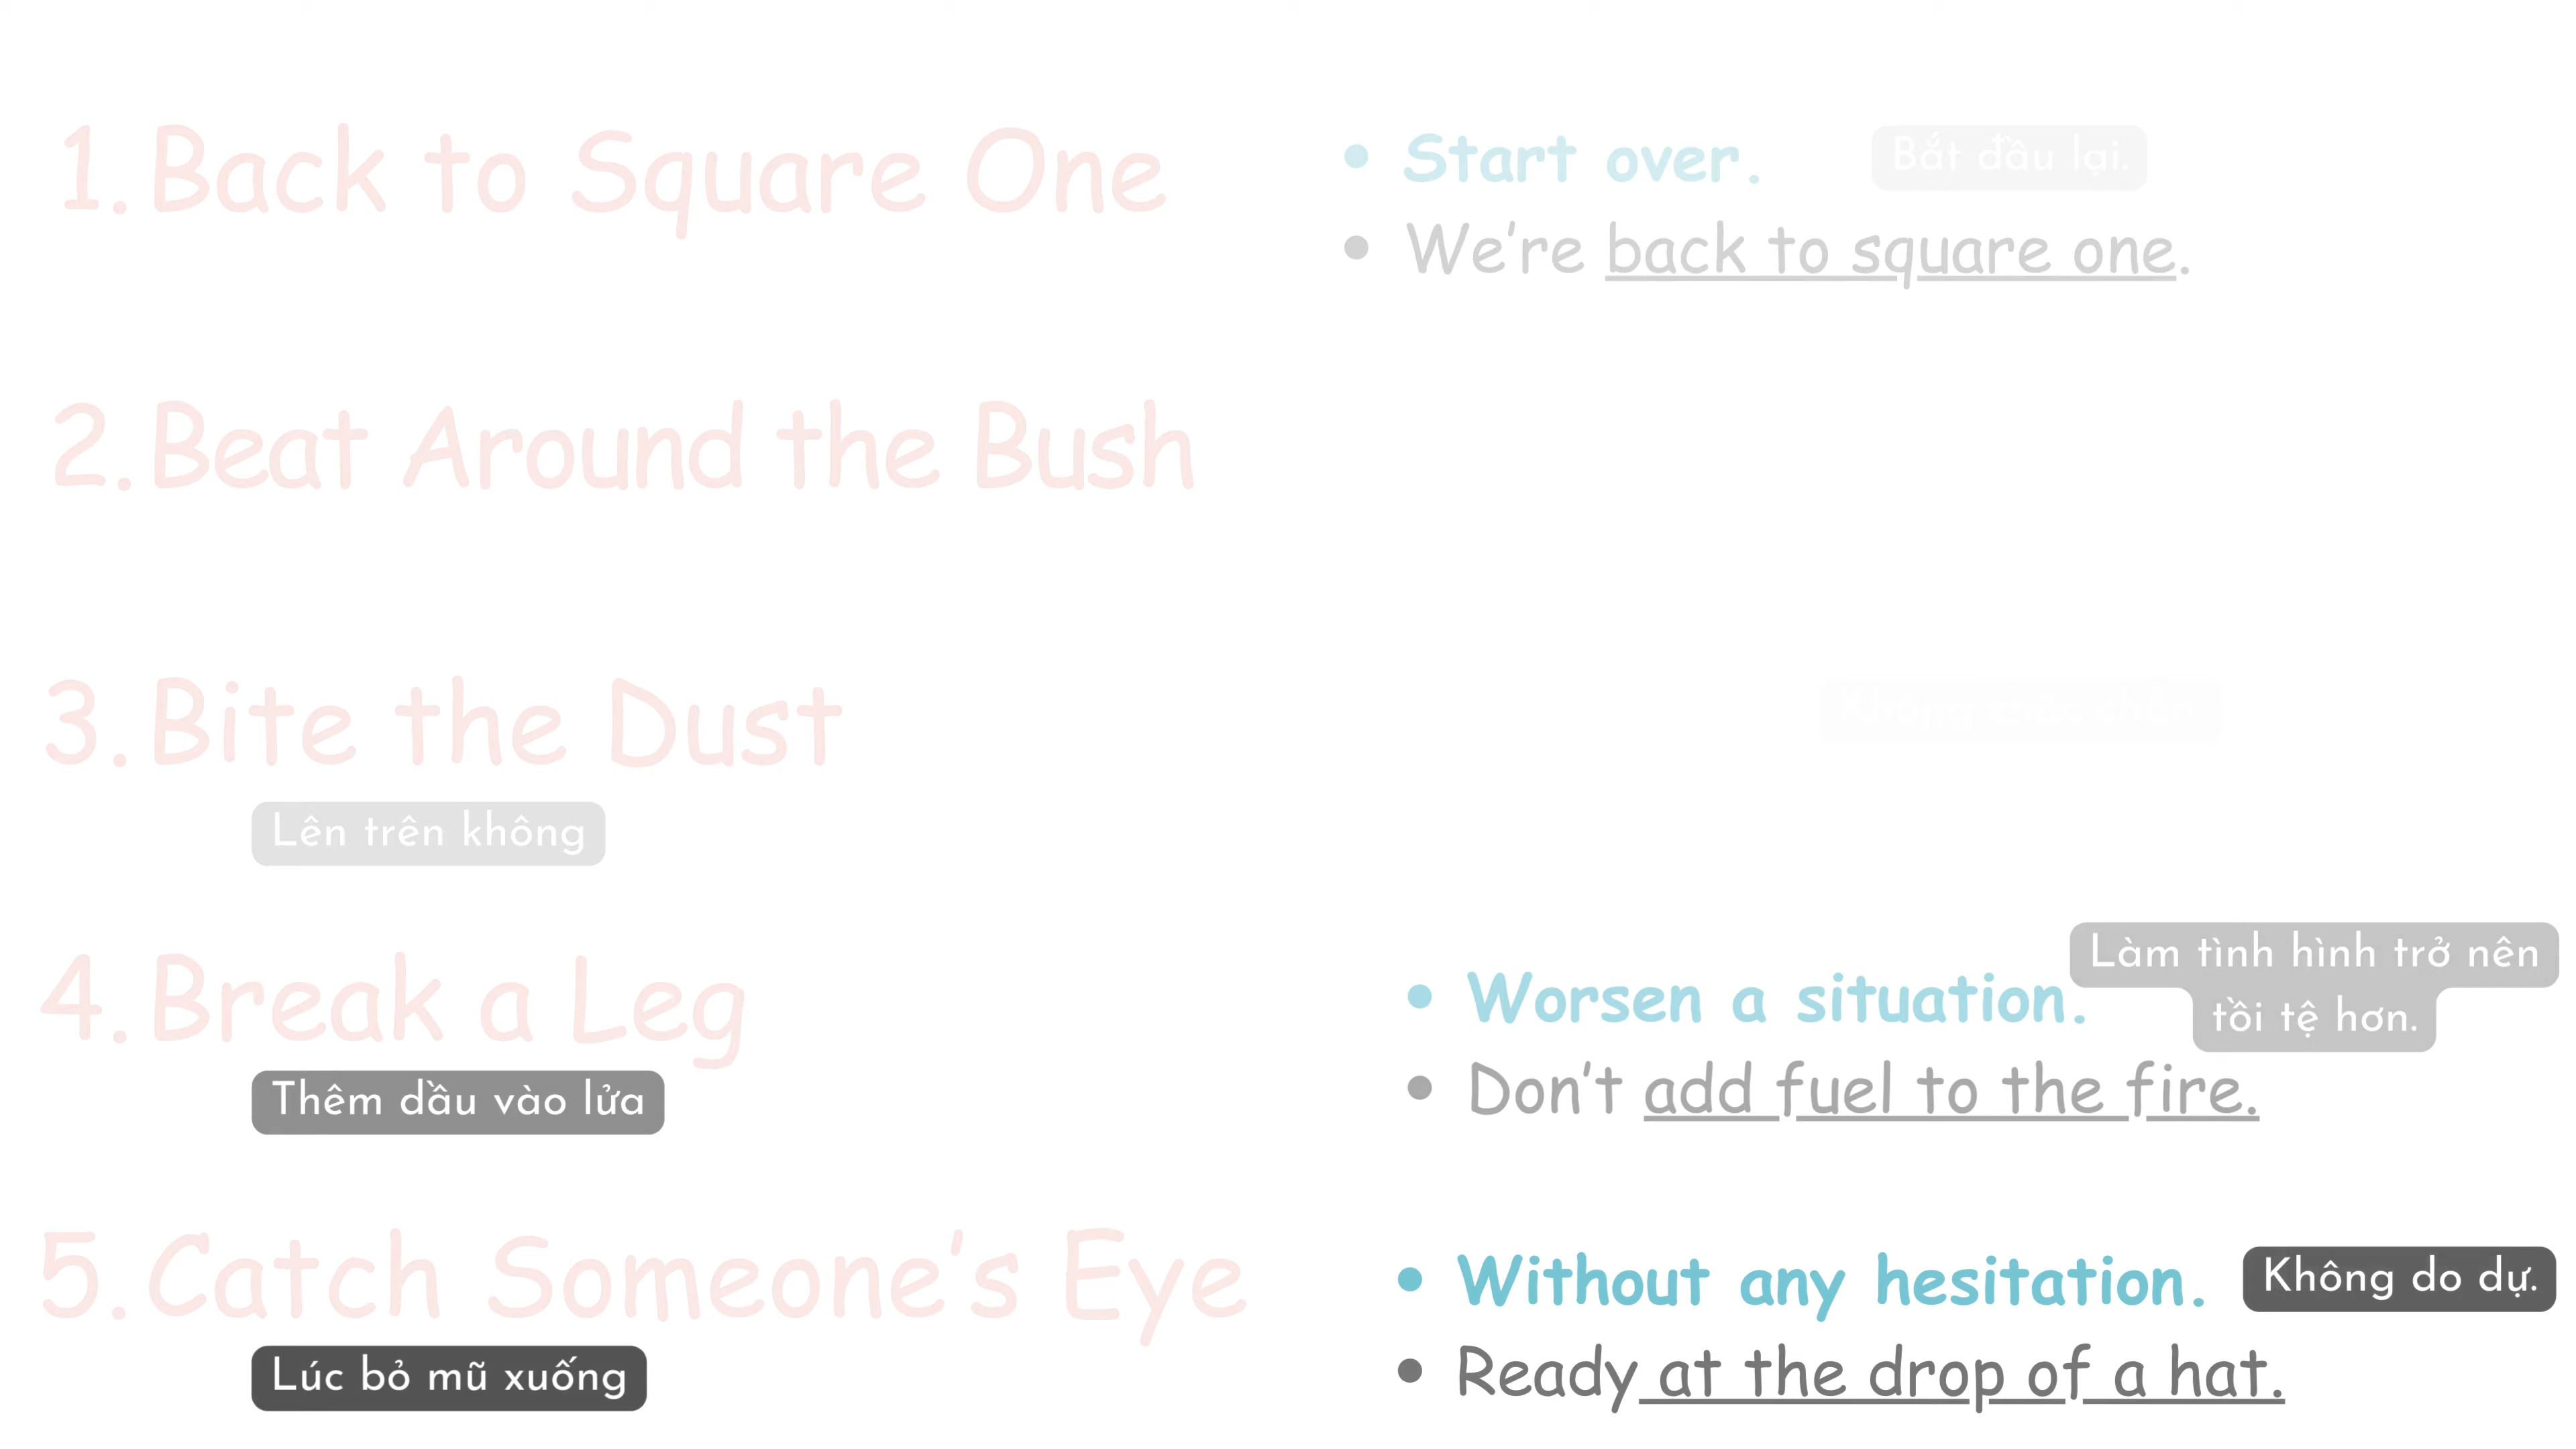 1. Back to Square One
• Start over. Bắt đầu lại.
• We're back to square one.
2. Beat Around the Bush
3. Bite the Dust
Lên trên không
4. Break a Leg
Thêm dầu vào lửa
• Worsen a situation.
Làm tình hình trở nên
tồi tệ hơn.
• Don't add fuel to the fire.
5. Catch Someone's Eye
Lúc bỏ mũ xuống
• Without any hesitation. Không do dự.
• Ready at the drop of a hat.